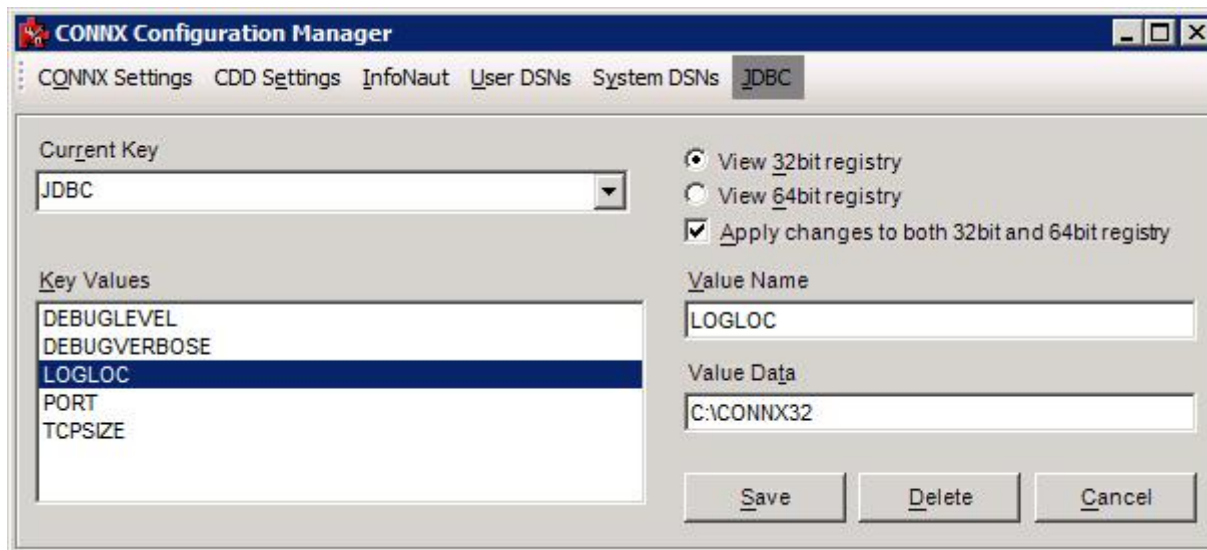 CONNX Configuration Manager
CONNX Settings CDD Settings InfoNaut User DSNs System DSNs JDBC
Current Key
JDBC
View 32bit registry
View 64bit registry
Apply changes to both 32bit and 64bit registry
Key Values
DEBUGLEVEL
DEBUGVERBOSE
LOGLOC
PORT
TCPSIZE
Value Name
LOGLOC
Value Data
C:\CONNX32
Save Delete Cancel